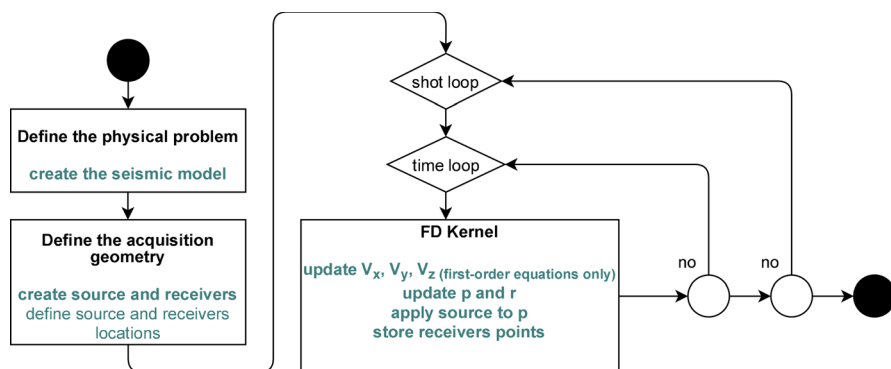 Define the physical problem
create the seismic model
Define the acquisition
geometry
create source and receivers
define source and receivers
locations
shot loop
time loop
FD Kernel
update Vx, Vy, Vz (first-order equations only)
update p and r
apply source to p
store receivers points
no
no